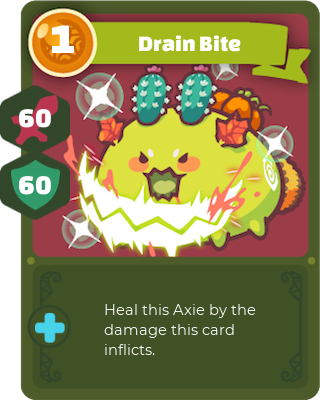 1
Drain Bite
60
60
Heal this Axie by the
damage this card
inflicts.